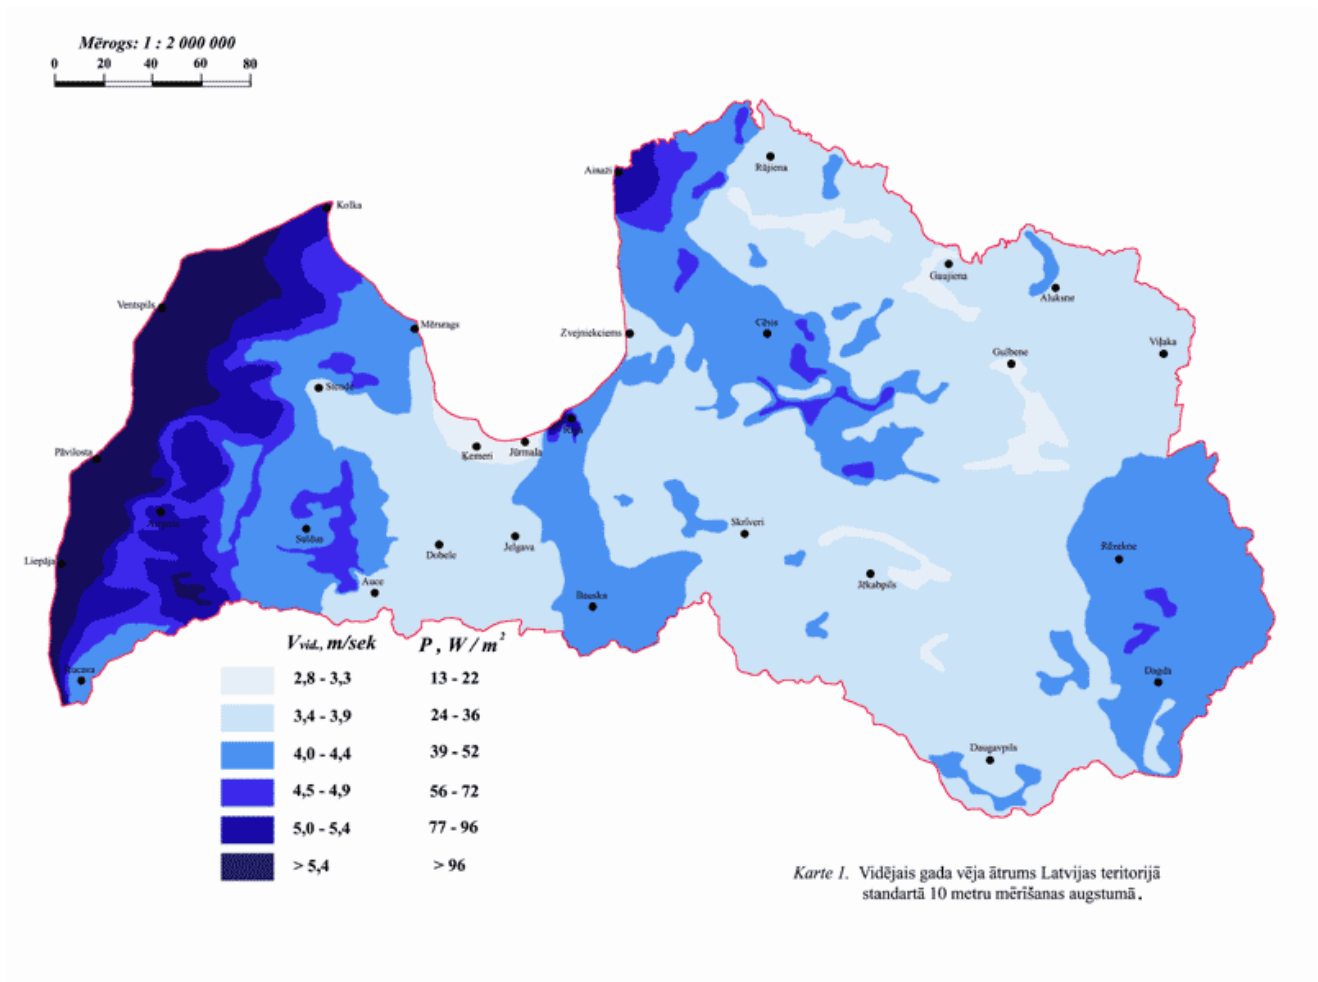 Mērogs: 1 : 2 000 000
0 20 40 60 80
Ainaži
Rūjiena
Kolka
Gaujiena
Alūksne
Ventspils
Mērsrags
Zvejniekciems
Cēsis
Gulbene
Viļaka
Stende
Rīga
Pāvilosta
Ķemeri
Jūrmala
Skrīveri
Saldus
Dobele
Jelgava
Rēzekne
Liepāja
Auce
Jēkabpils
Bauska
Rucava
Dagda
Daugavpils
Vvid., m/sek P , W / m²
2,8 - 3,3 13 - 22
3,4 - 3,9 24 - 36
4,0 - 4,4 39 - 52
4,5 - 4,9 56 - 72
5,0 - 5,4 77 - 96
> 5,4 > 96
Karte 1. Vidējais gada vēja ātrums Latvijas teritorijā
standartā 10 metru mērīšanas augstumā.